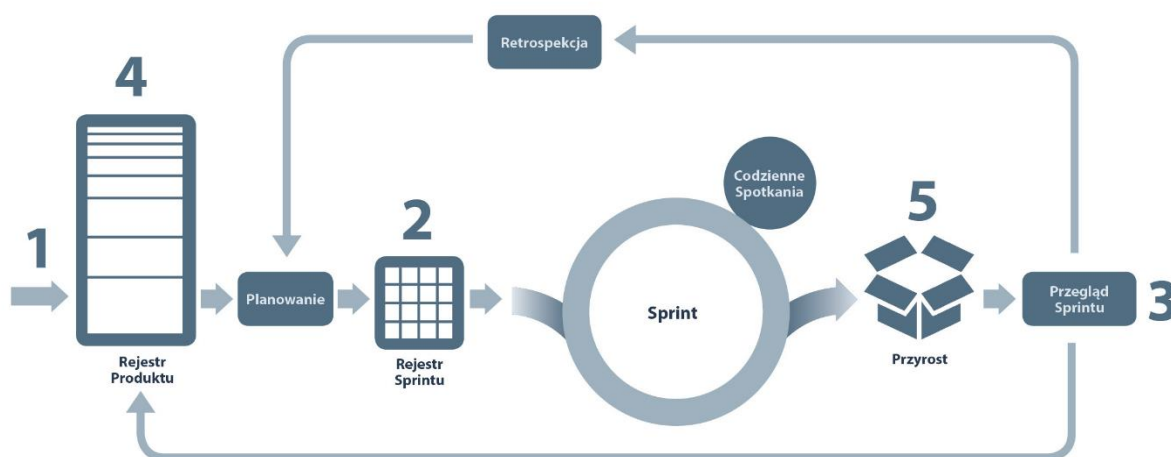 Retrospekcja
4
Codzienne
Spotkania
1
2
5
Planowanie
Sprint
Przegląd
Sprintu
3
Rejestr
Produktu
Rejestr
Sprintu
Przyrost